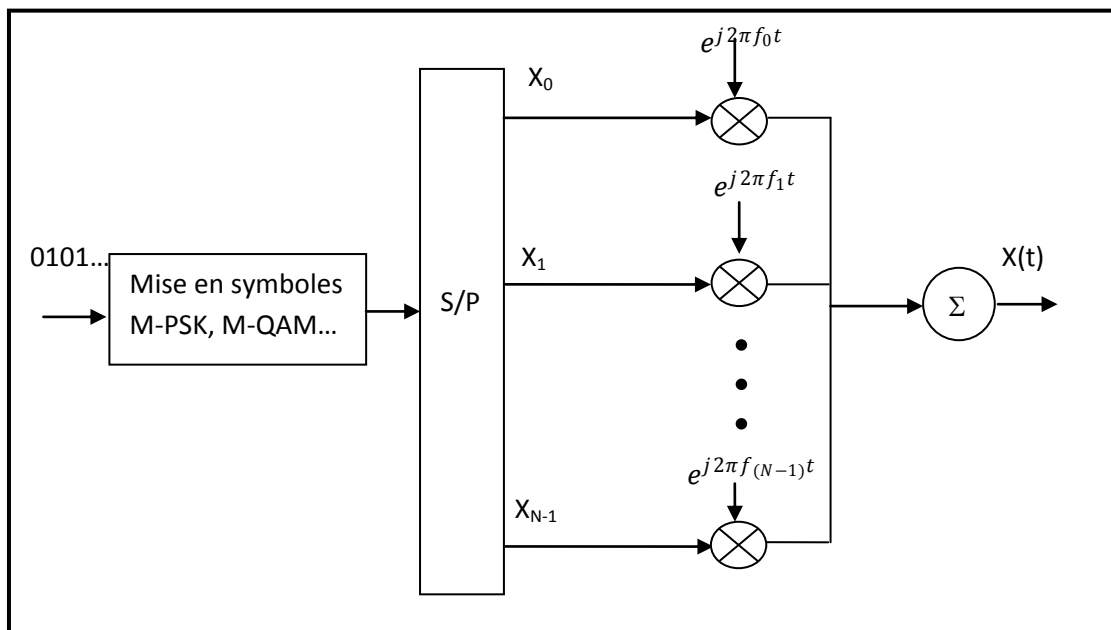 e^{j2πf_0t}
X_0
e^{j2πf_1t}
0101...
Mise en symboles
M-PSK, M-QAM...
S/P
X_1
X(t)
Σ
e^{j2πf_{(N-1)}t}
X_{N-1}